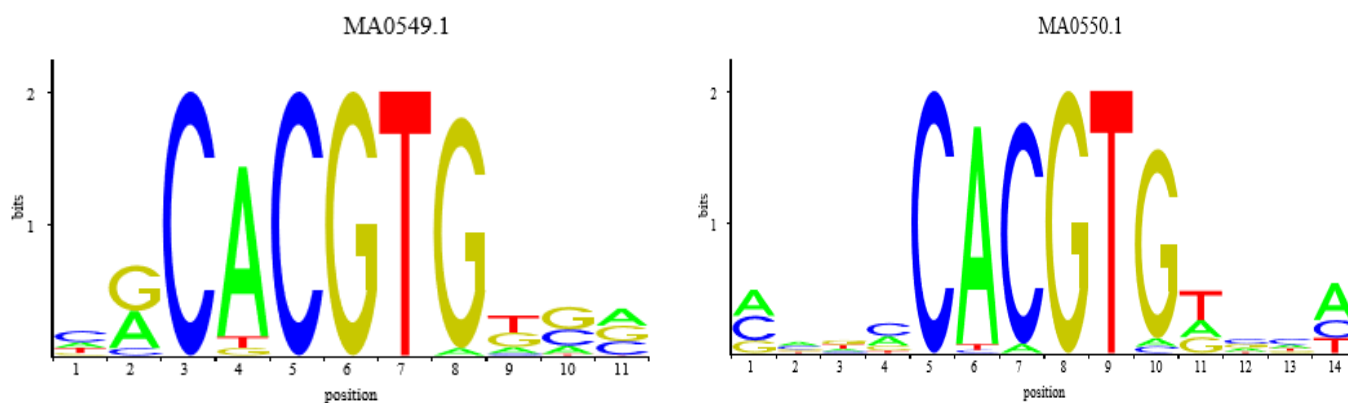 MA0549.1
2
1
bits
C A C G T G
1 2 3 4 5 6 7 8 9 10 11
position
MA0550.1
2
1
bits
C A C G T G
1 2 3 4 5 6 7 8 9 10 11 12 13 14
position